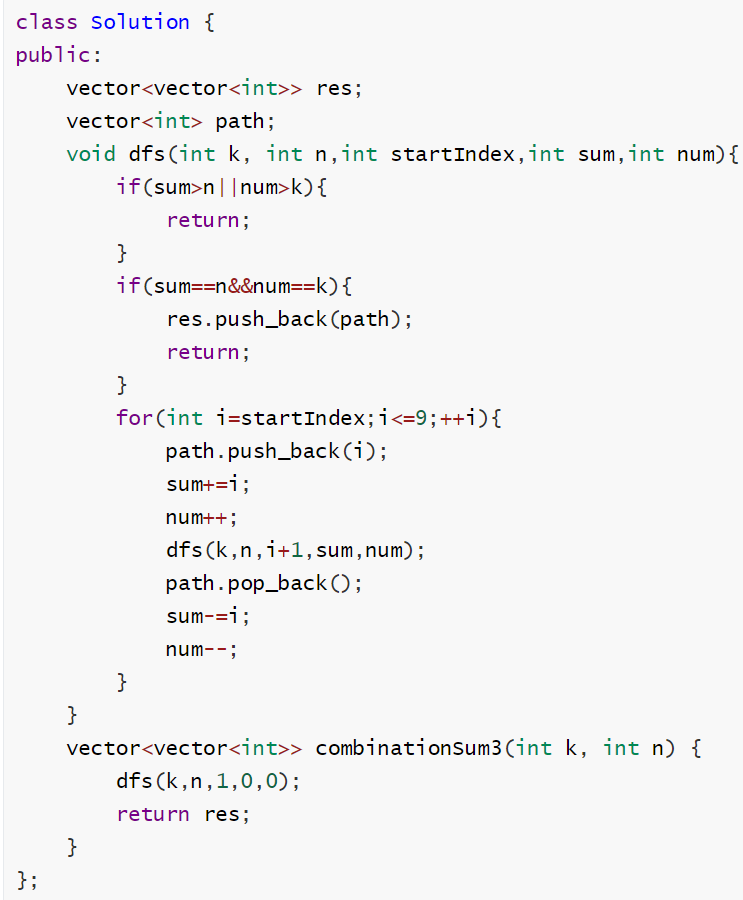 class Solution {
public:
    vector<vector<int>> res;
    vector<int> path;
    void dfs(int k, int n,int startIndex,int sum,int num){
        if(sum>n||num>k){
            return;
        }
        if(sum==n&&num==k){
            res.push_back(path);
            return;
        }
        for(int i=startIndex;i<=9;++i){
            path.push_back(i);
            sum+=i;
            num++;
            dfs(k,n,i+1,sum,num);
            path.pop_back();
            sum-=i;
            num--;
        }
    }
    vector<vector<int>> combinationSum3(int k, int n) {
        dfs(k,n,1,0,0);
        return res;
    }
};